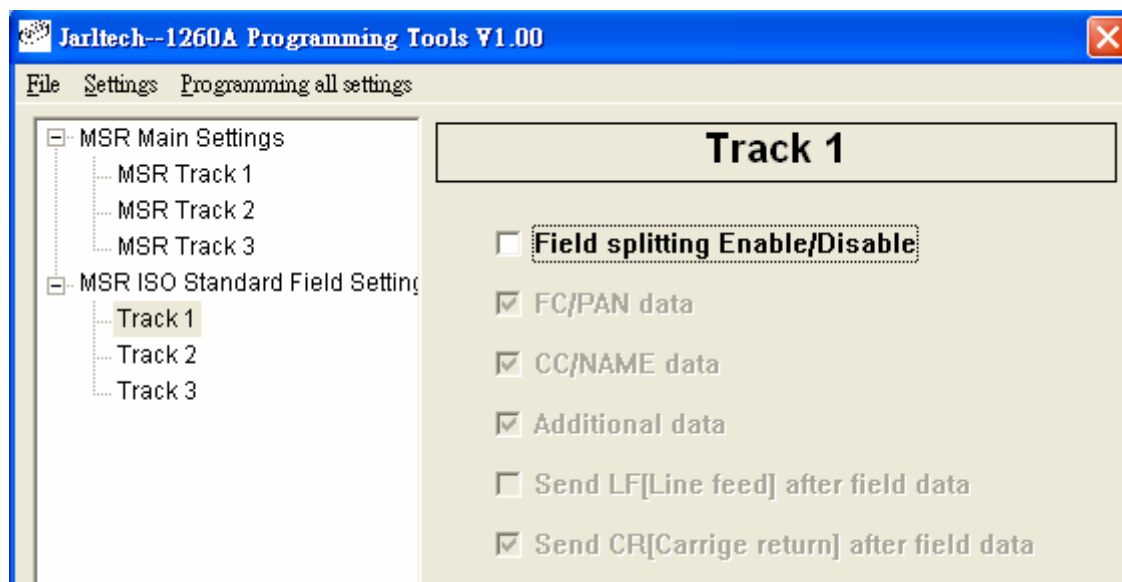 Jarltech--1260A Programming Tools V1.00
File Settings Programming all settings
MSR Main Settings
MSR Track 1
MSR Track 2
MSR Track 3
MSR ISO Standard Field Setting
Track 1
Track 2
Track 3
Track 1
Field splitting Enable/Disable
FC/PAN data
CC/NAME data
Additional data
Send LF[Line feed] after field data
Send CR[Carrige return] after field data